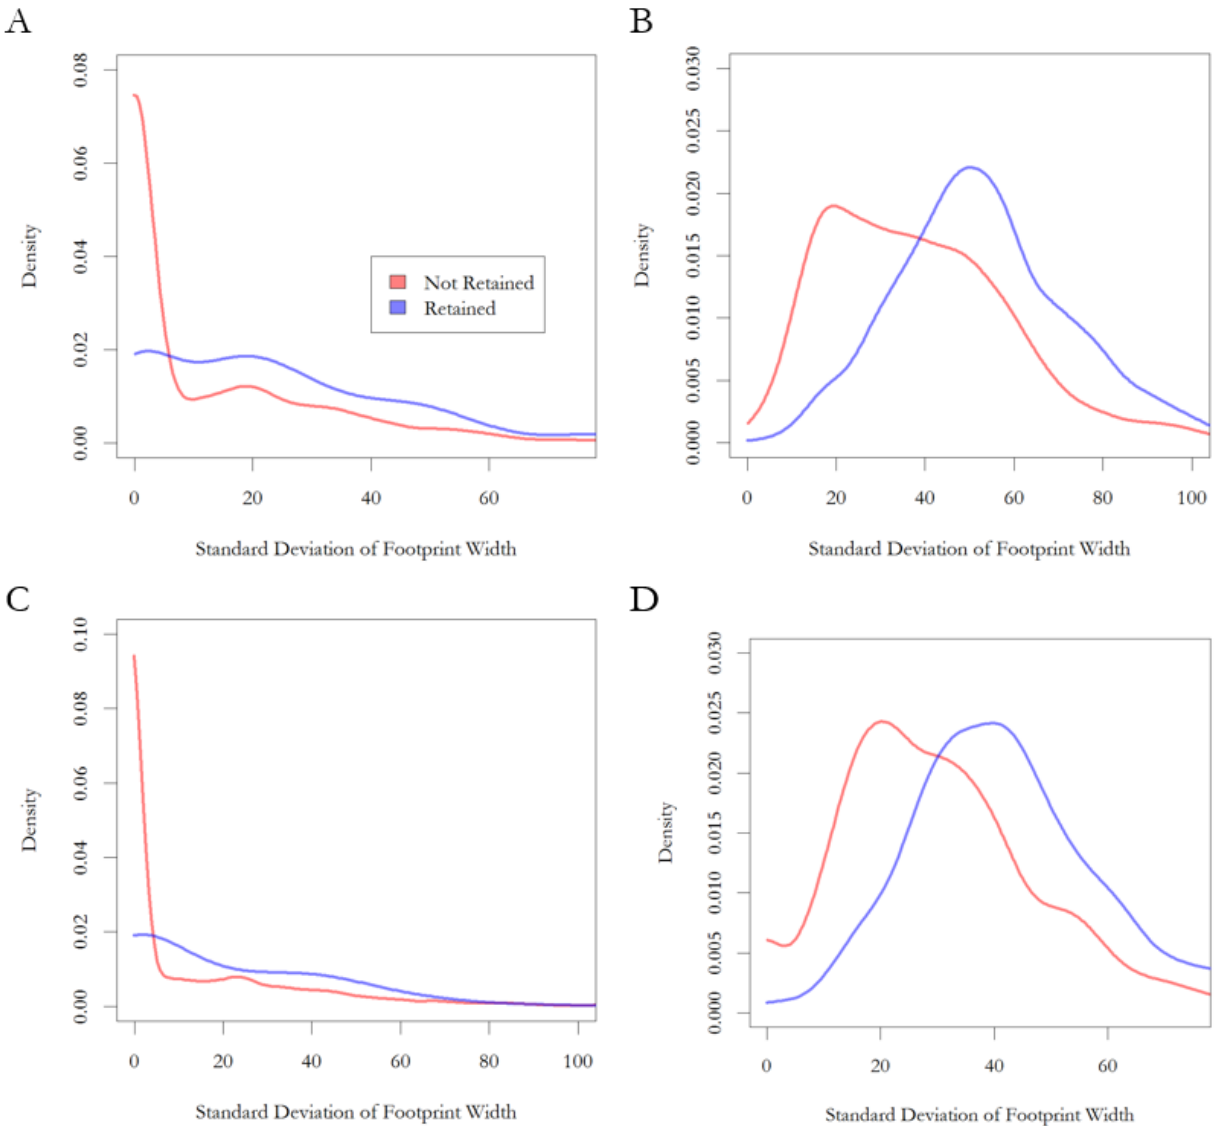 A
0.08
0.06
0.04
0.02
0.00
Density
Not Retained
Retained
0 20 40 60
Standard Deviation of Footprint Width
B
0.030
0.025
0.020
0.015
0.010
0.005
0.000
Density
0 20 40 60 80 100
Standard Deviation of Footprint Width
C
0.10
0.08
0.06
0.04
0.02
0.00
Density
0 20 40 60 80 100
Standard Deviation of Footprint Width
D
0.030
0.025
0.020
0.015
0.010
0.005
0.000
Density
0 20 40 60
Standard Deviation of Footprint Width